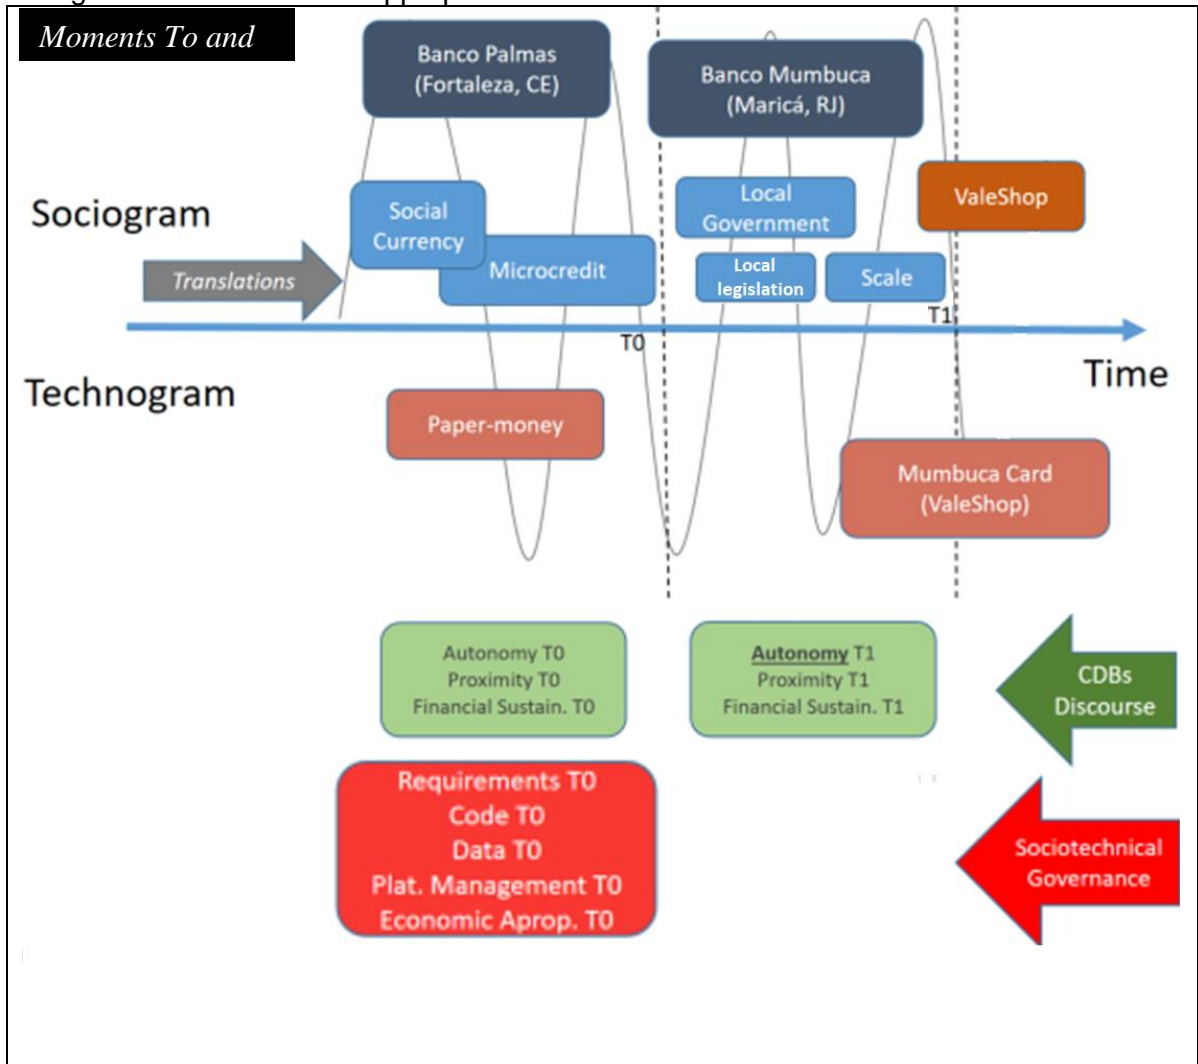 Moments To and
Banco Palmas
(Fortaleza, CE)
Banco Mumbuca
(Maricá, RJ)
Sociogram
Social
Currency
Microcredit
Local
Government
Local
legislation
Scale
ValeShop
Translations
T0
T1
Time
Technogram
Paper-money
Mumbuca Card
(ValeShop)
Autonomy T0
Proximity T0
Financial Sustain. T0
Autonomy T1
Proximity T1
Financial Sustain. T1
CDBs
Discourse
Requirements T0
Code T0
Data T0
Plat. Management T0
Economic Aprop. T0
Sociotechnical
Governance